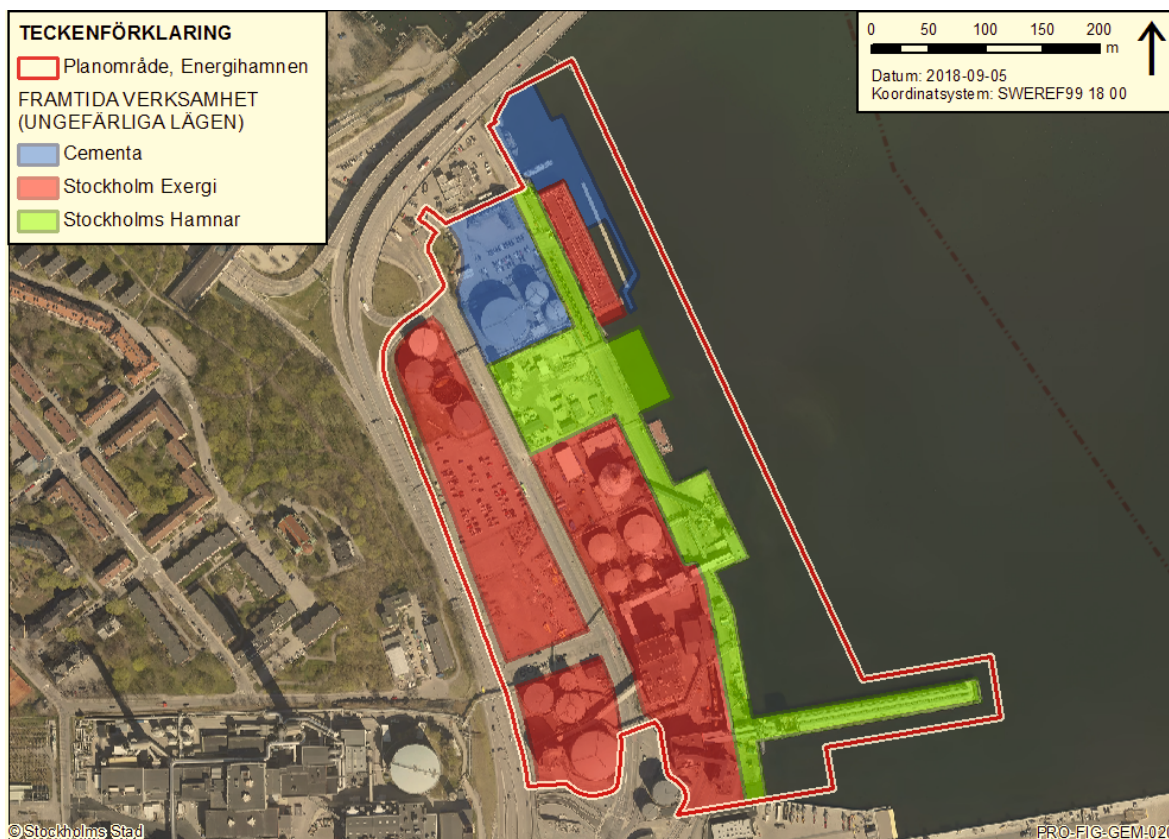 TECKENFÖRKLARING
Planområde, Energihamnen
FRAMTIDA VERKSAMHET
(UNGEFÄRLIGA LÄGEN)
Cementa
Stockholm Exergi
Stockholms Hamnar
0 50 100 150 200
m
Datum: 2018-09-05
Koordinatsystem: SWEREF99 18 00
©Stockholms Stad
PRO-FIG-GEM-020